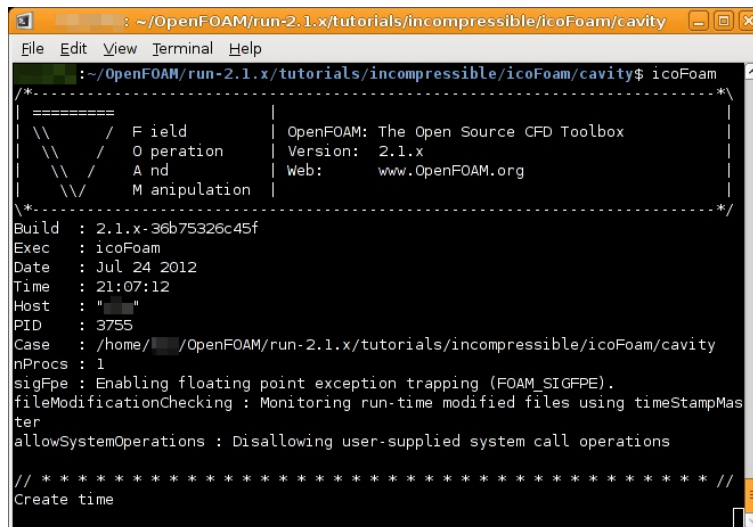 : ~/OpenFOAM/run-2.1.x/tutorials/incompressible/icoFoam/cavity
File Edit View Terminal Help
:~/OpenFOAM/run-2.1.x/tutorials/incompressible/icoFoam/cavity$ icoFoam
/*---------------------------------------------------------------------------*\
| =========                 |                                                 |
| \\      /  F ield         | OpenFOAM: The Open Source CFD Toolbox           |
|  \\    /   O peration     | Version:  2.1.x                                 |
|   \\  /    A nd           | Web:      www.OpenFOAM.org                      |
|    \\/     M anipulation  |                                                 |
\*---------------------------------------------------------------------------*/
Build  : 2.1.x-36b75326c45f
Exec   : icoFoam
Date   : Jul 24 2012
Time   : 21:07:12
Host   : " "
PID    : 3755
Case   : /home/ /OpenFOAM/run-2.1.x/tutorials/incompressible/icoFoam/cavity
nProcs : 1
sigFpe : Enabling floating point exception trapping (FOAM_SIGFPE).
fileModificationChecking : Monitoring run-time modified files using timeStampMas
ter
allowSystemOperations : Disallowing user-supplied system call operations
// * * * * * * * * * * * * * * * * * * * * * * * * * * * * * * * * * * * * * //
Create time